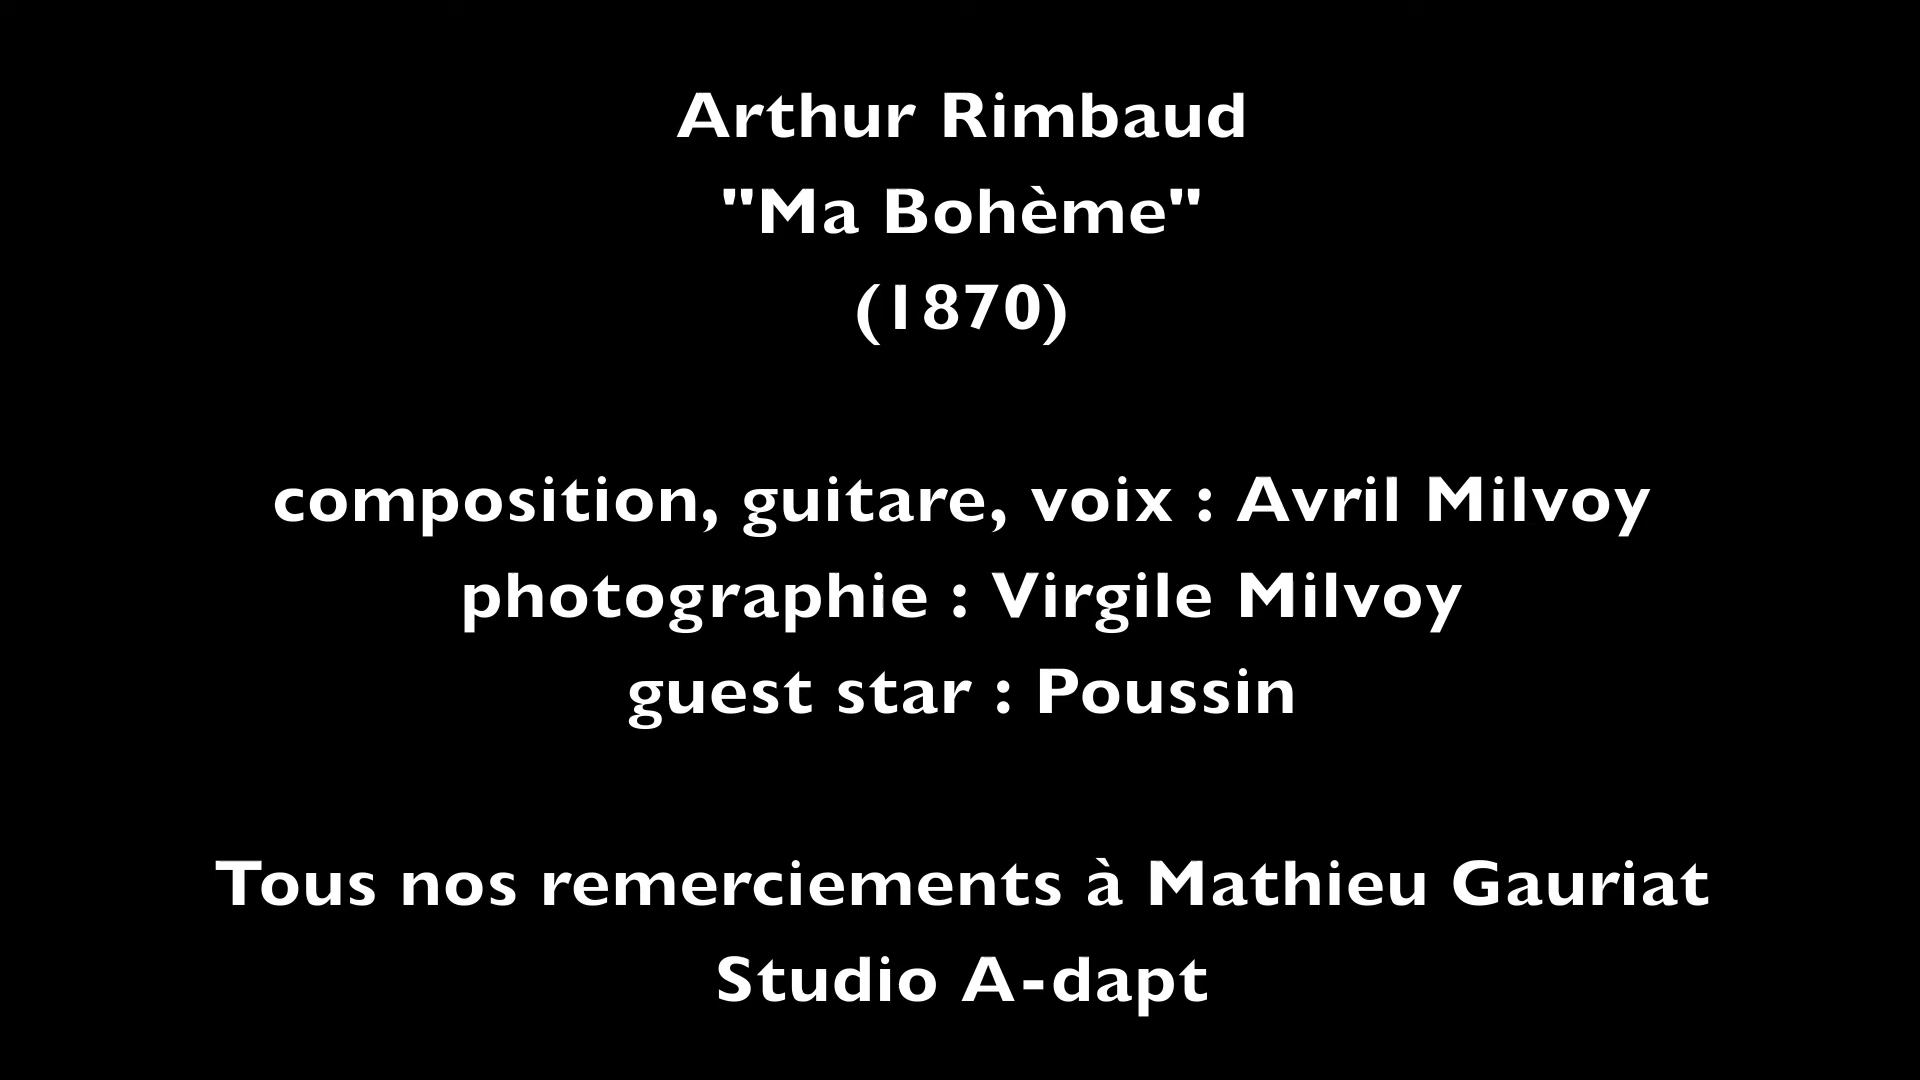 Arthur Rimbaud
"Ma Bohème"
(1870)
composition, guitare, voix : Avril Milvoy
photographie : Virgile Milvoy
guest star : Poussin
Tous nos remerciements à Mathieu Gauriat
Studio A-dapt